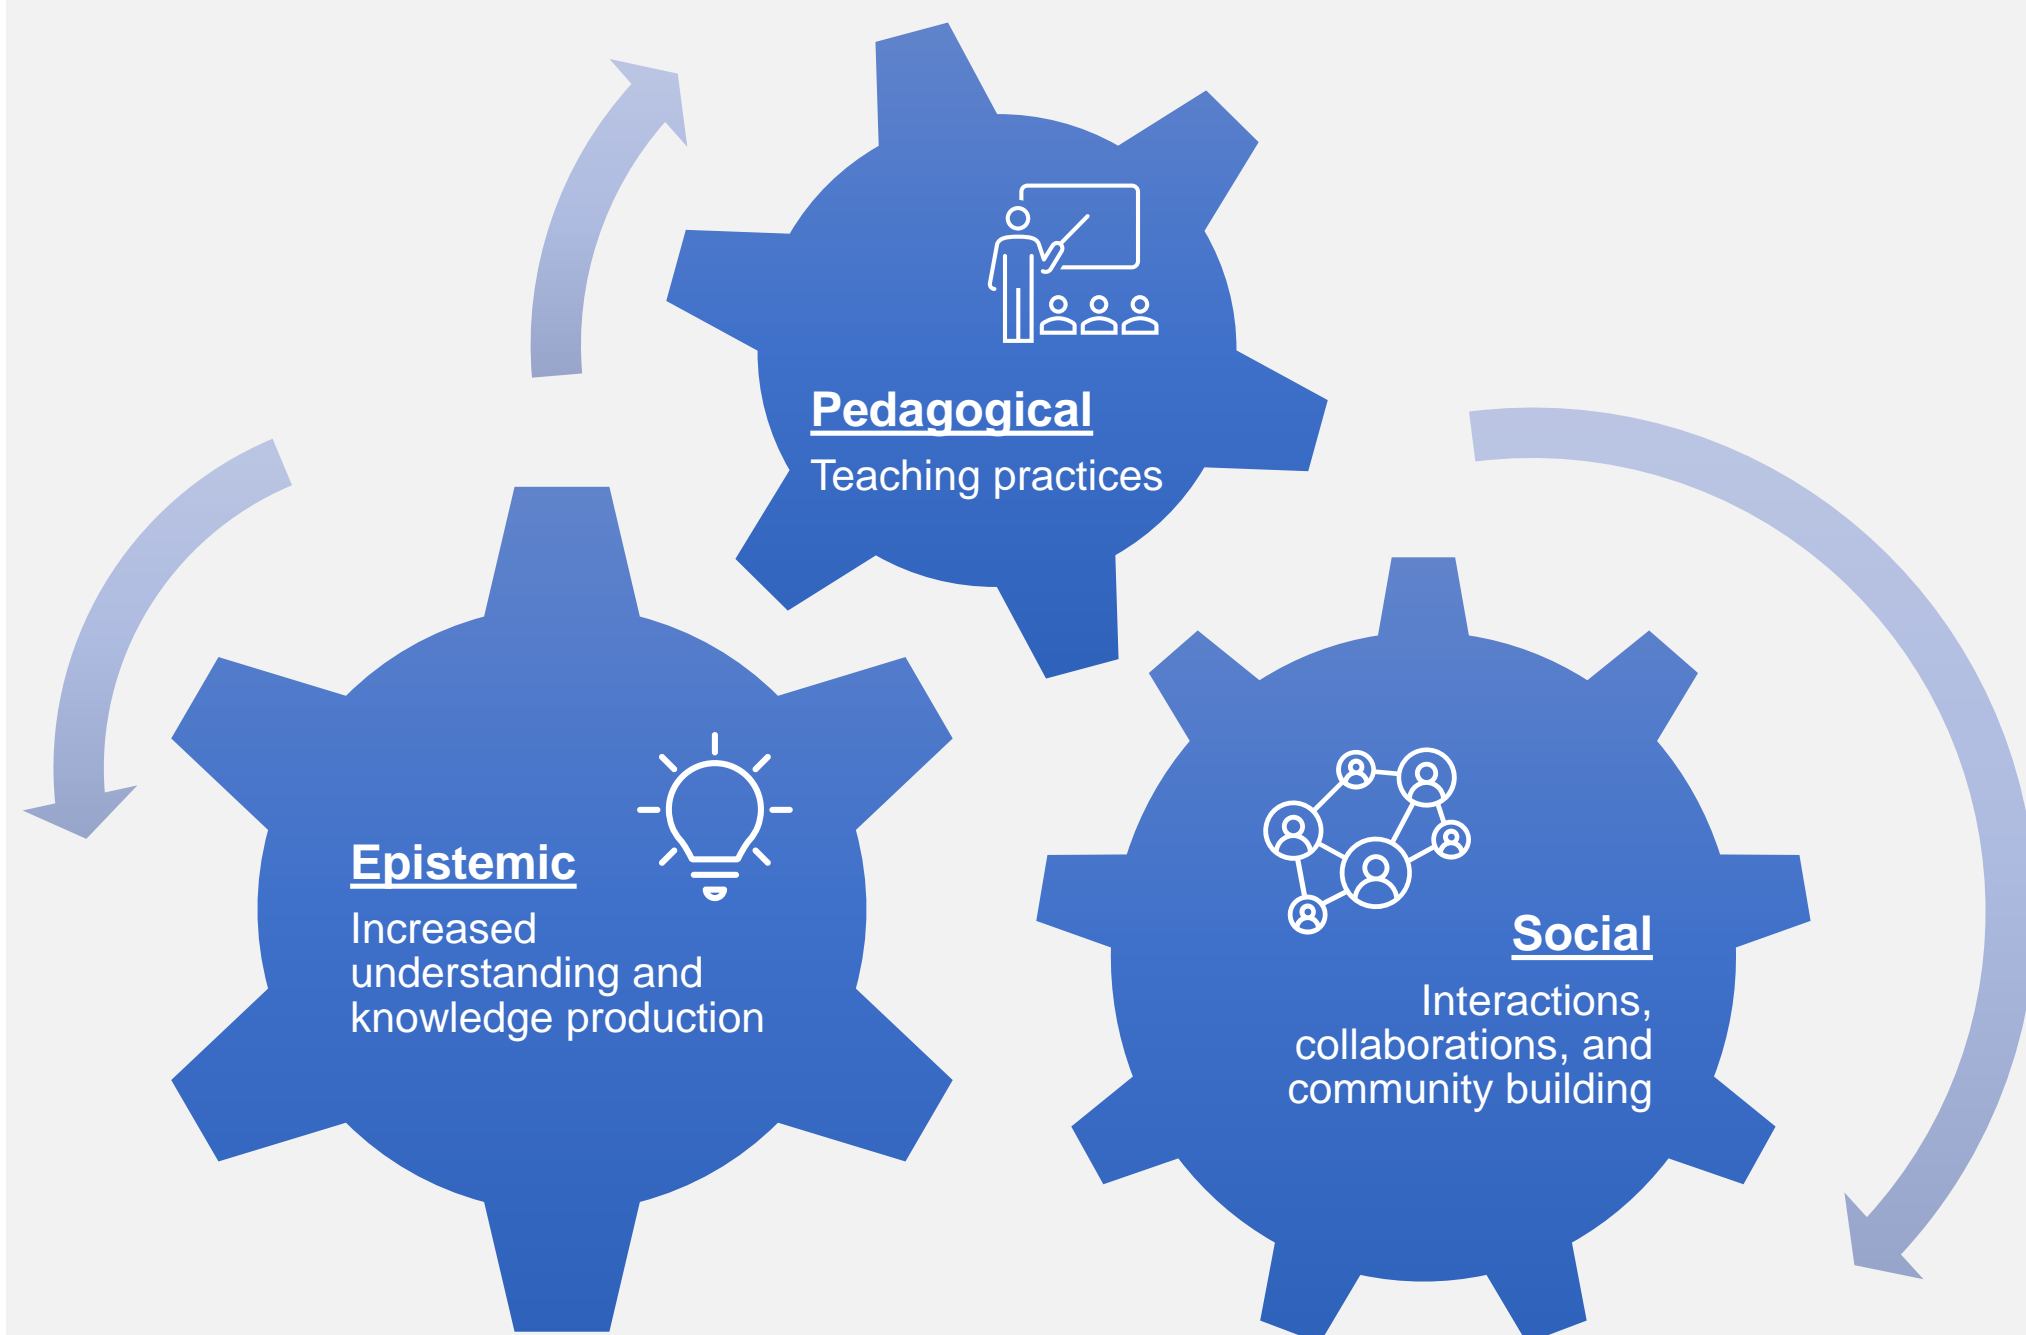 Pedagogical
Teaching practices
Epistemic
Increased
understanding and
knowledge production
Social
Interactions,
collaborations, and
community building